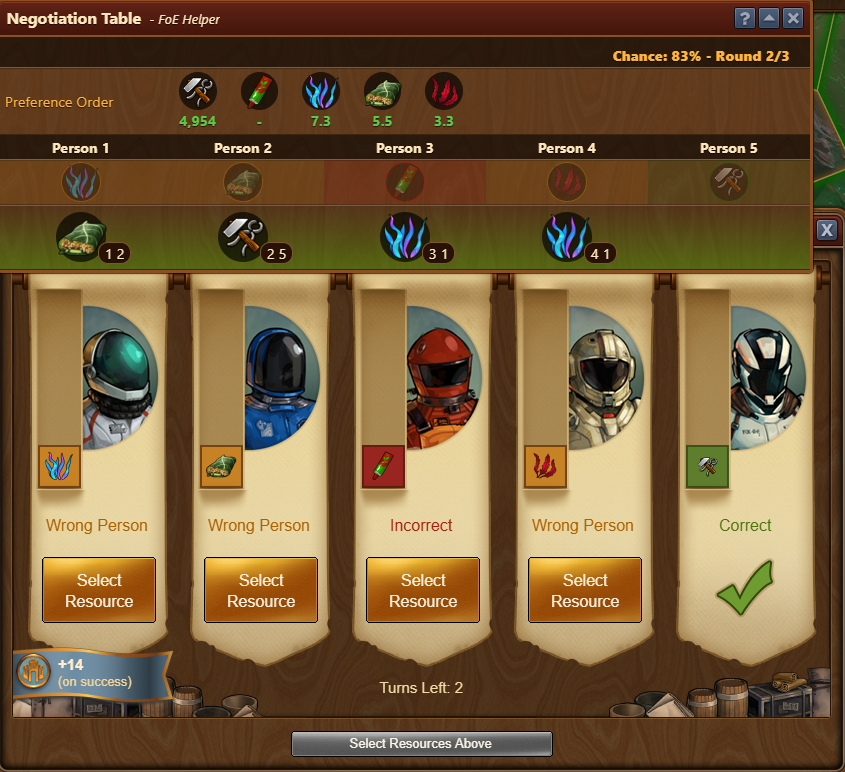 Negotiation Table - FoE Helper
? X
Chance: 83% - Round 2/3
Preference Order
4,954 - 7.3 5.5 3.3
Person 1 Person 2 Person 3 Person 4 Person 5
1 2 2 5 3 1 4 1
X
Wrong Person Wrong Person Incorrect Wrong Person Correct
Select Resource Select Resource Select Resource Select Resource
+14
(on success)
Turns Left: 2
Select Resources Above